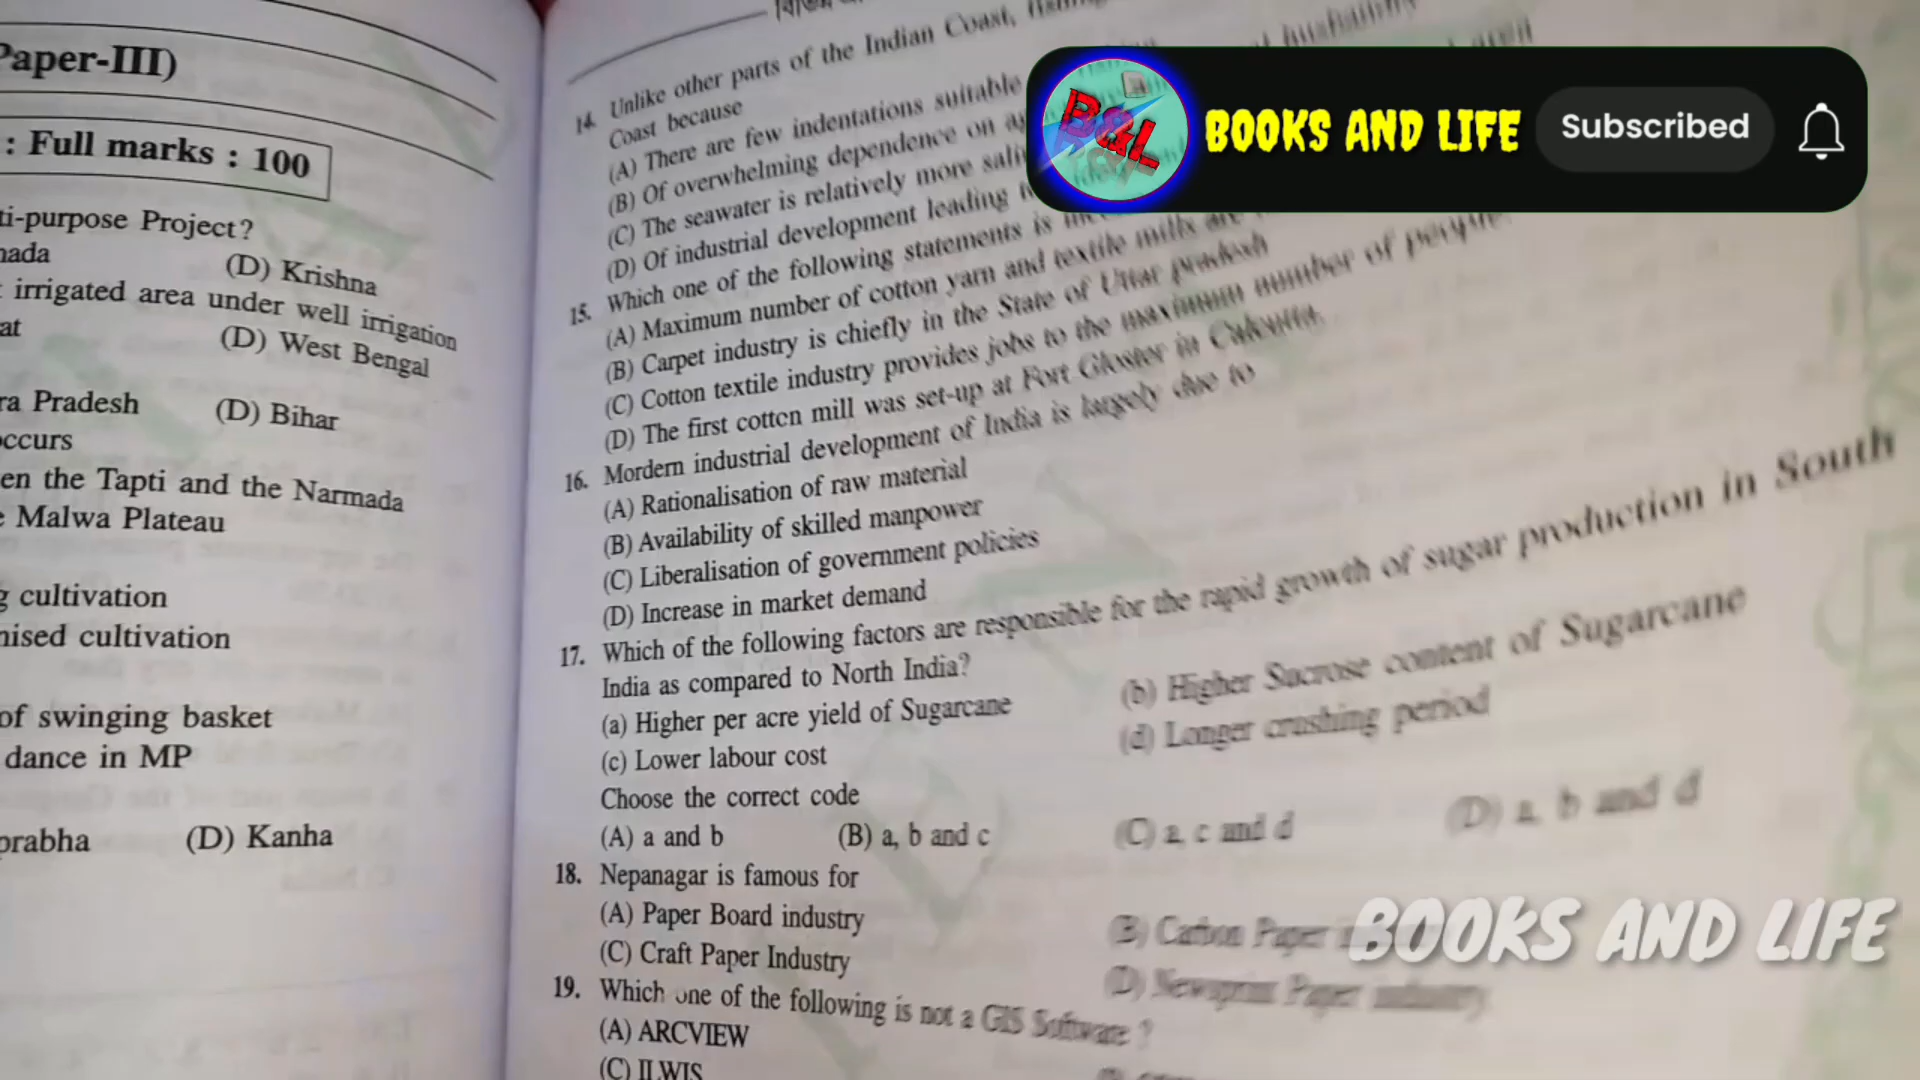 Paper-III)
: Full marks : 100
ti-purpose Project?
nada
(D) Krishna
irrigated area under well irrigation
at
(D) West Bengal
ra Pradesh
(D) Bihar
occurs
en the Tapti and the Narmada
e Malwa Plateau
g cultivation
nised cultivation
of swinging basket
dance in MP
prabha
(D) Kanha
14. Unlike other parts of the Indian Coast,
Coast because
(A) There are few indentations suitable
(B) Of overwhelming dependence on
(C) The seawater is relatively more
(D) Of industrial development leading
15. Which one of the following statements is
(A) Maximum number of cotton yarn and textile mills are
(B) Carpet industry is chiefly in the State of Uttar pradesh
(C) Cotton textile industry provides jobs to the maximum number of people.
(D) The first cotton mill was set-up at Fort Gloster in Calcutta.
16. Mordern industrial development of India is largely due to
(A) Rationalisation of raw material
(B) Availability of skilled manpower
(C) Liberalisation of government policies
(D) Increase in market demand
17. Which of the following factors are responsible for the rapid growth of sugar production in South
India as compared to North India?
(a) Higher per acre yield of Sugarcane
(b) Higher Sucrose content of Sugarcane
(c) Lower labour cost
(d) Longer crushing period
Choose the correct code
(A) a and b
(B) a, b and c
(C) a, c and d
(D) a, b and d
18. Nepanagar is famous for
(A) Paper Board industry
(B) Carbon Paper
(C) Craft Paper Industry
(D) Newsprint Paper industry
19. Which one of the following is not a GIS Software ?
(A) ARCVIEW
(C) ILWIS
B&L
BOOKS AND LIFE
Subscribed
BOOKS AND LIFE